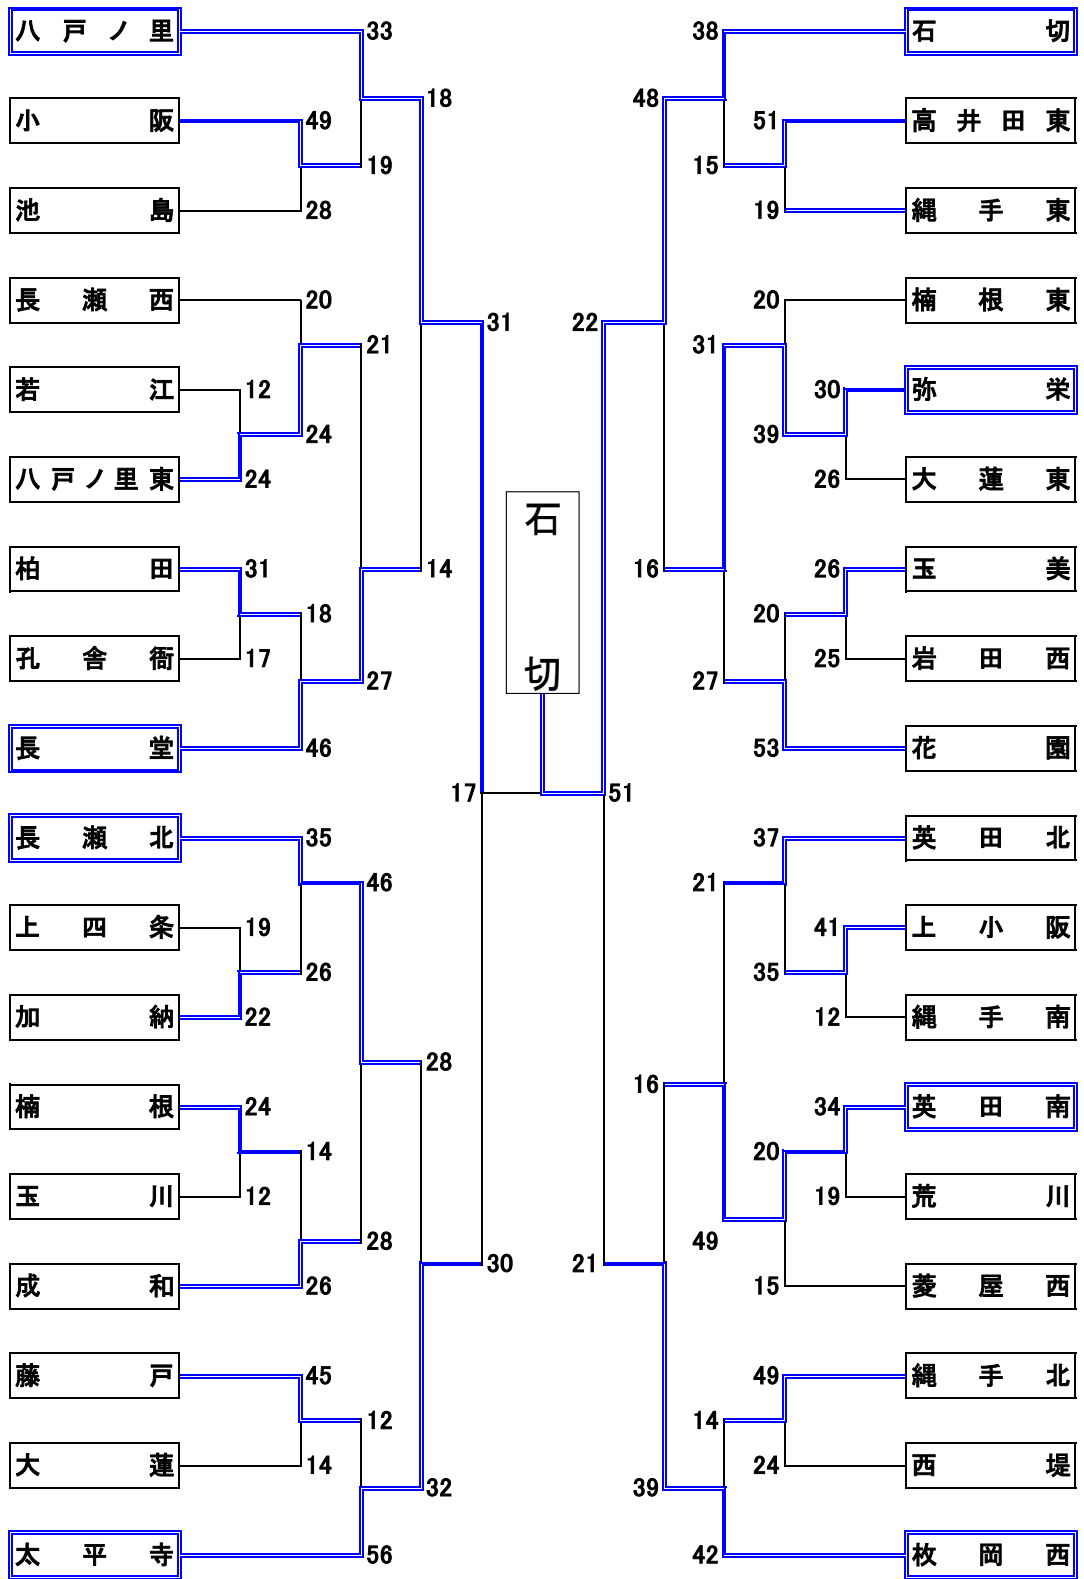 八戸ノ里 33 38 石切
18 48
小阪 49 51 高井田東
19 15
池島 28 19 縄手東
長瀬西 20 20 楠根東
31 22
21 31
若江 12 30 弥栄
24 39
八戸ノ里東 24 26 大蓮東
石切
柏田 31 14 16 26 玉美
18 20
孔舎衙 17 25 岩田西
27 27
長堂 46 53 花園
17 51
長瀬北 35 37 英田北
46 21
上四条 19 41 上小阪
26 35
加納 22 12 縄手南
28 16
楠根 24 34 英田南
14 20
玉川 12 19 荒川
28 49
30 21
成和 26 15 菱屋西
藤戸 45 49 縄手北
12 14
大蓮 14 24 西堤
32 39
太平寺 56 42 枚岡西